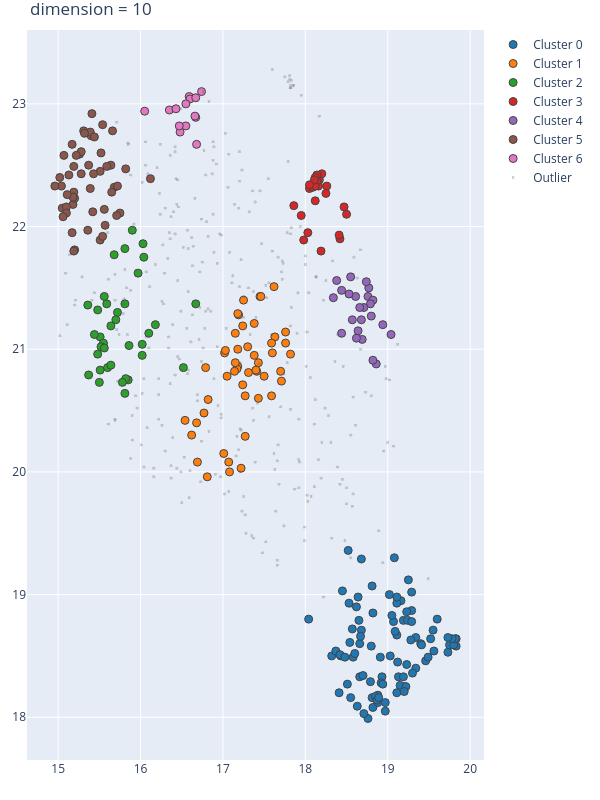 dimension = 10
Cluster 0
Cluster 1
Cluster 2
Cluster 3
Cluster 4
Cluster 5
Cluster 6
Outlier
23
22
21
20
19
18
15 16 17 18 19 20